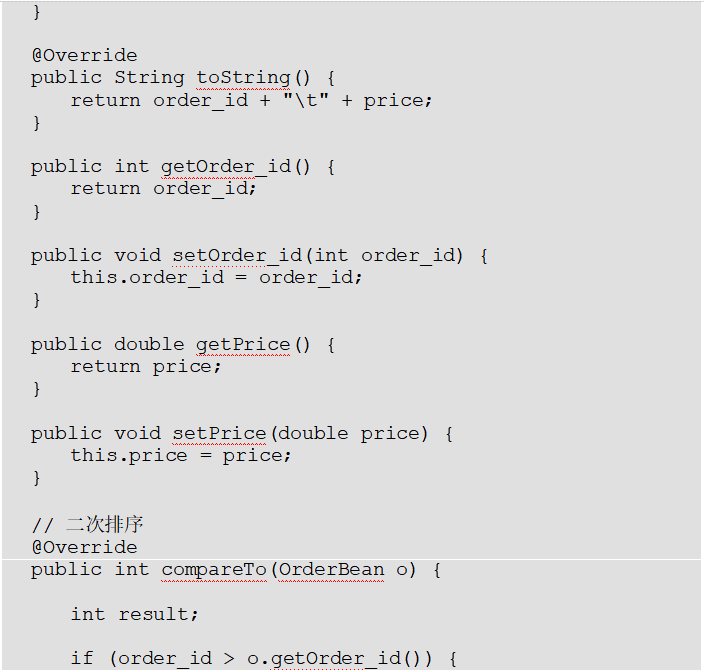 }
@Override
public String toString() {
return order_id + "\t" + price;
}
public int getOrder_id() {
return order_id;
}
public void setOrder_id(int order_id) {
this.order_id = order_id;
}
public double getPrice() {
return price;
}
public void setPrice(double price) {
this.price = price;
}
// 二次排序
@Override
public int compareTo(OrderBean o) {
int result;
if (order_id > o.getOrder_id()) {